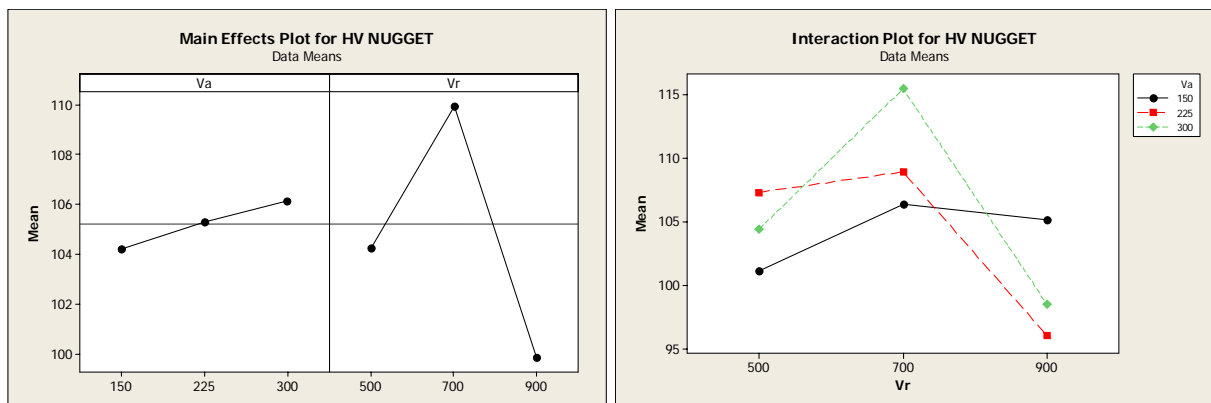 Main Effects Plot for HV NUGGET
Data Means
Va Vr
Mean
110
108
106
104
102
100
150 225 300 500 700 900
Interaction Plot for HV NUGGET
Data Means
Mean
115
110
105
100
95
500 700 900
Vr
Va
150
225
300